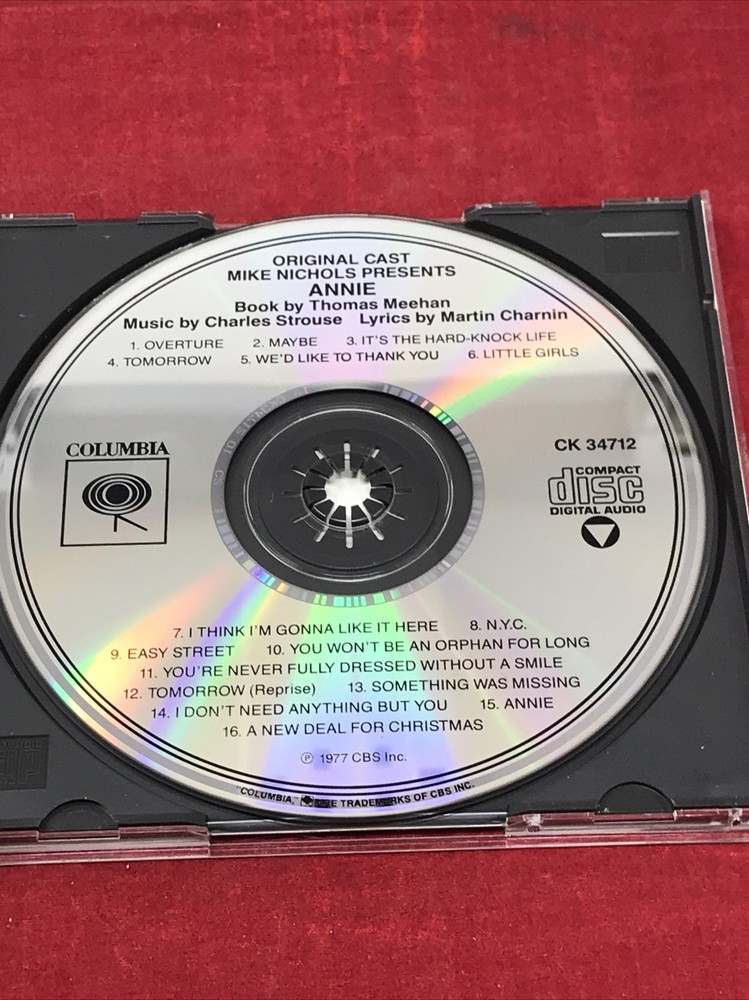 ORIGINAL CAST
MIKE NICHOLS PRESENTS
ANNIE
Book by Thomas Meehan
Music by Charles Strouse Lyrics by Martin Charnin
1. OVERTURE 2. MAYBE 3. IT'S THE HARD-KNOCK LIFE
4. TOMORROW 5. WE'D LIKE TO THANK YOU 6. LITTLE GIRLS
COLUMBIA
CK 34712
COMPACT
disc
DIGITAL AUDIO
7. I THINK I'M GONNA LIKE IT HERE 8. N.Y.C.
9. EASY STREET 10. YOU WON'T BE AN ORPHAN FOR LONG
11. YOU'RE NEVER FULLY DRESSED WITHOUT A SMILE
12. TOMORROW (Reprise) 13. SOMETHING WAS MISSING
14. I DON'T NEED ANYTHING BUT YOU 15. ANNIE
16. A NEW DEAL FOR CHRISTMAS
℗ 1977 CBS Inc.
"COLUMBIA," TRADEMARKS OF CBS INC.